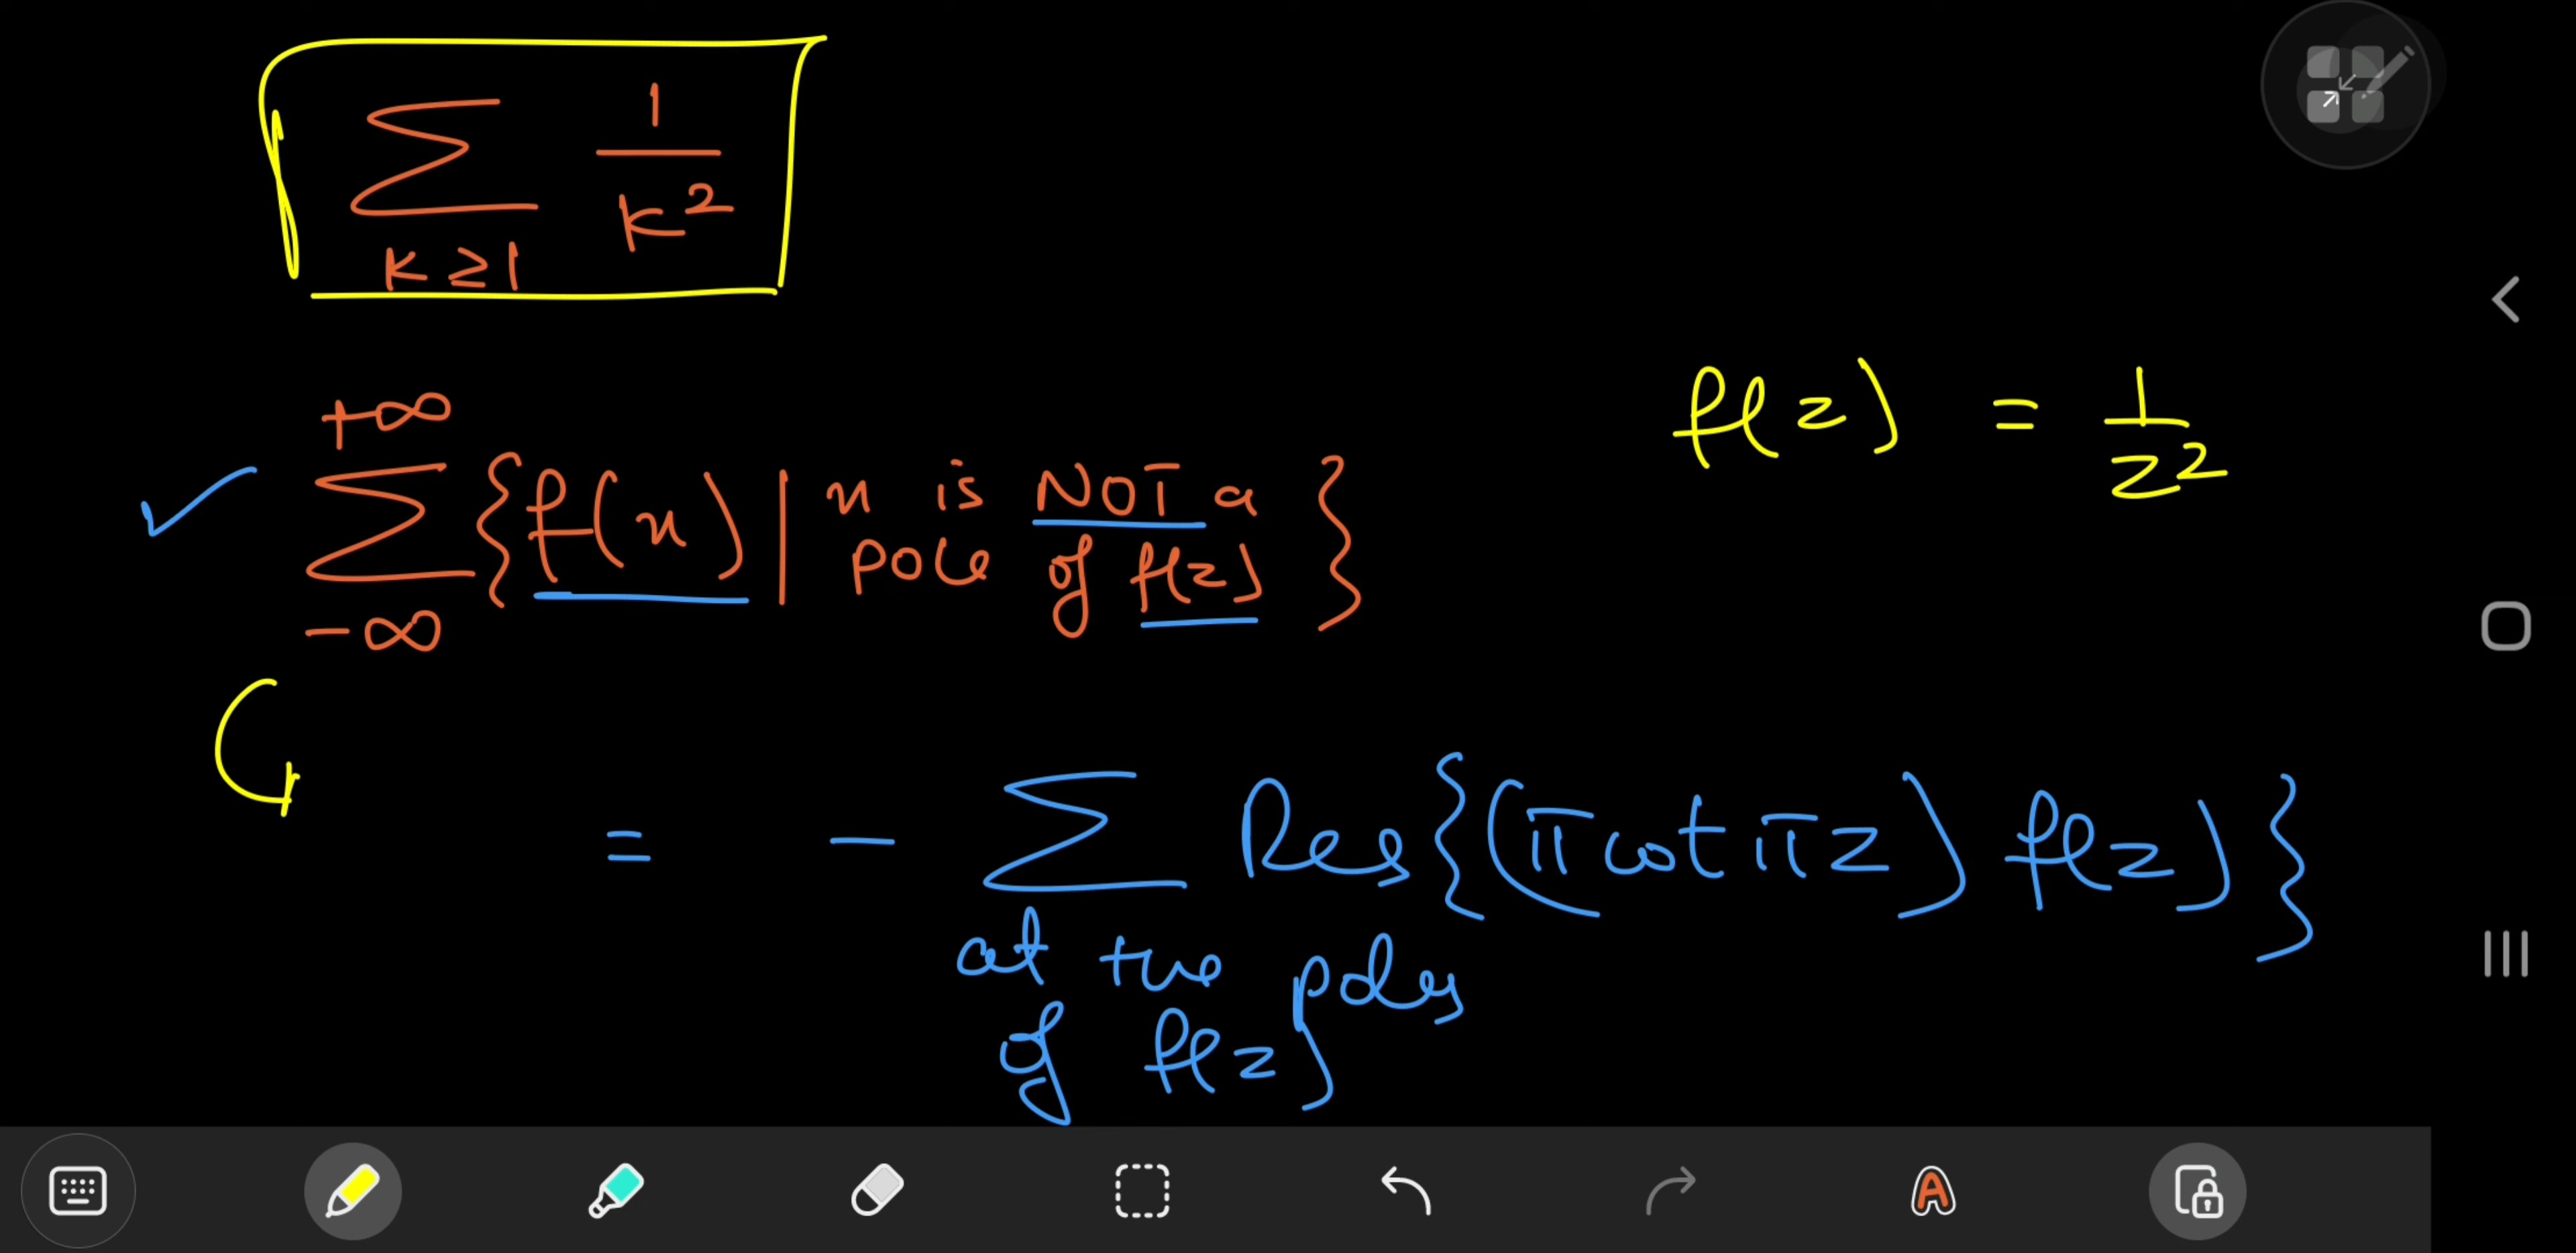 ∑ 1/k²
k ≥ 1
f(z) = 1/z²
+∞
∑ {f(x) | x is NOT a pole of f(z)}
-∞
= - ∑ Res{(π cot πz) f(z)}
at the poles
of f(z)
A